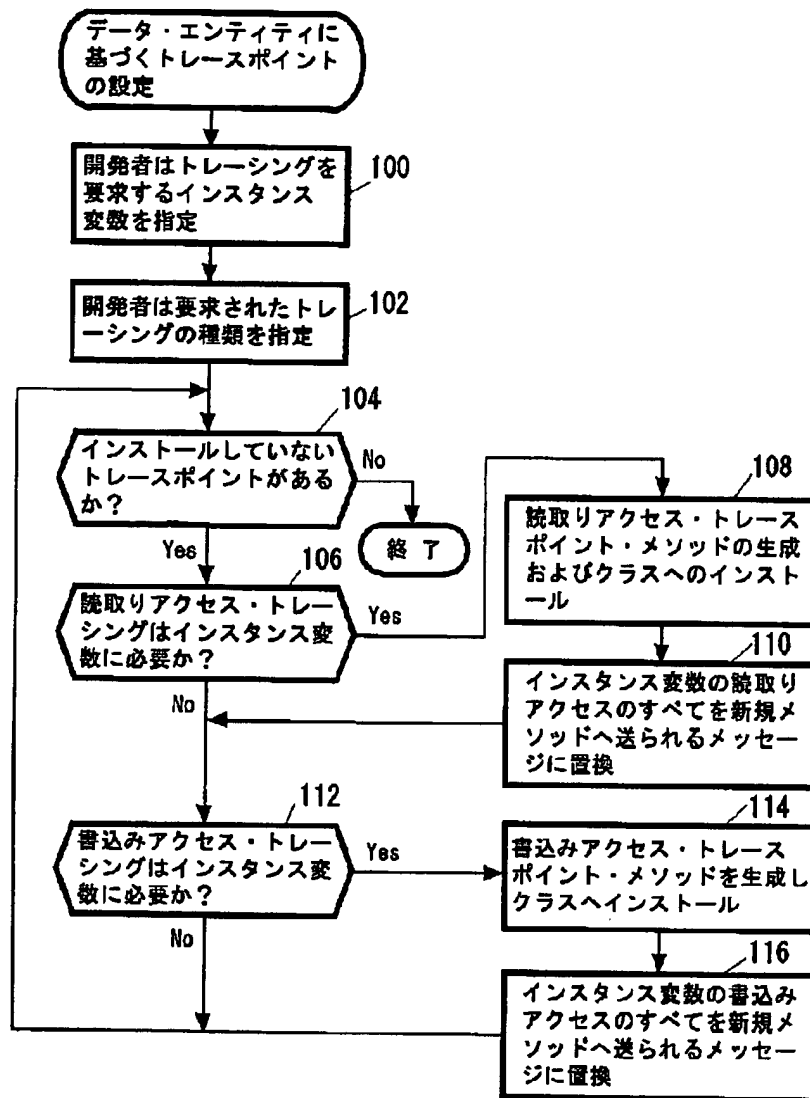 データ・エンティティに
基づくトレースポイント
の設定
開発者はトレーシングを
要求するインスタンス
変数を指定
100
開発者は要求されたトレ
ーシングの種類を指定
102
104
インストールしていない
トレースポイントがある
か？
No
終 了
Yes
106
読取りアクセス・トレー
シングはインスタンス変
数に必要か？
Yes
No
108
読取りアクセス・トレース
ポイント・メソッドの生成
およびクラスへのインスト
ール
110
インスタンス変数の読取り
アクセスのすべてを新規メ
ソッドへ送られるメッセー
ジに置換
112
書込みアクセス・トレー
シングはインスタンス変
数に必要か？
Yes
No
114
書込みアクセス・トレース
ポイント・メソッドを生成し
クラスへインストール
116
インスタンス変数の書込み
アクセスのすべてを新規メ
ソッドへ送られるメッセー
ジに置換